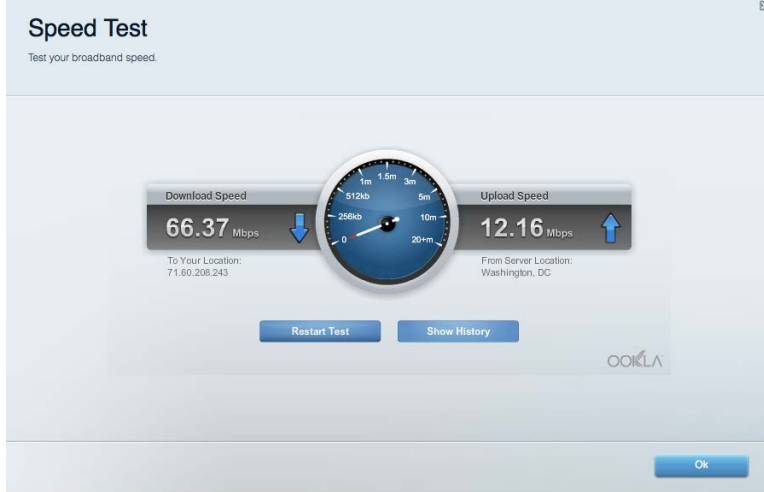 Speed Test
Test your broadband speed.
Download Speed
66.37 Mbps
To Your Location:
71.60.208.243
0
256kb
512kb
1m
1.5m
3m
5m
10m
20+m
Upload Speed
12.16 Mbps
From Server Location:
Washington, DC
Restart Test
Show History
OOKLA
Ok